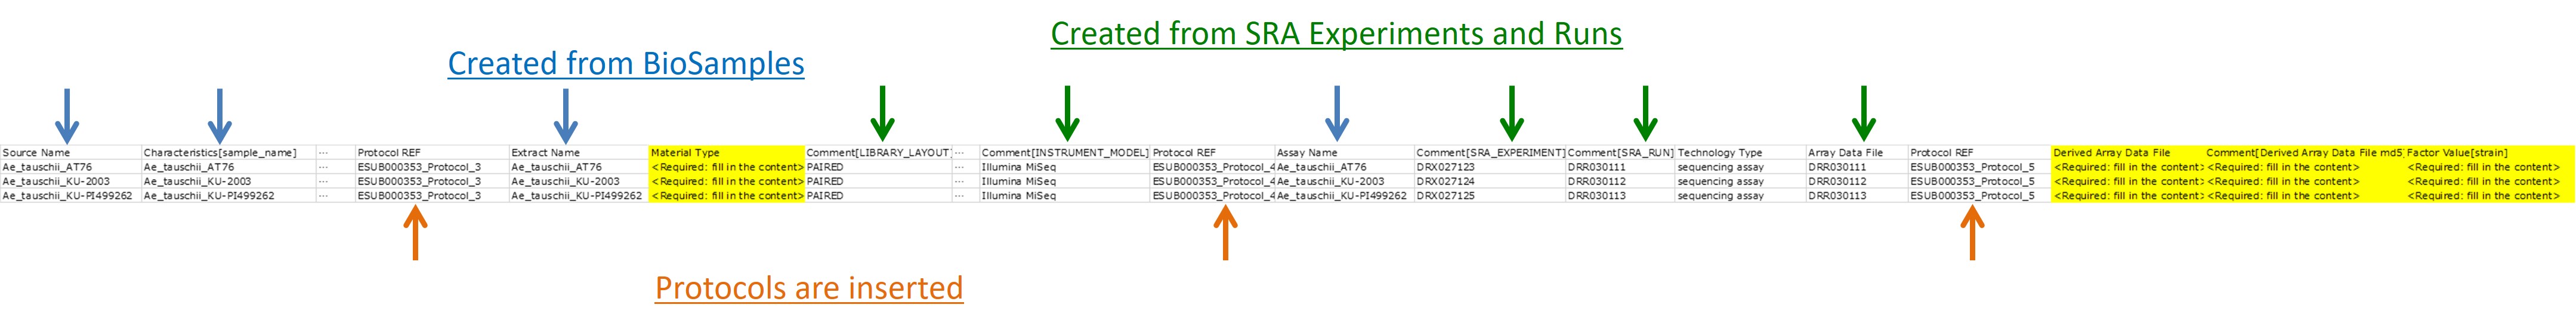 Created from SRA Experiments and Runs
Created from BioSamples
Source Name Characteristics[sample_name] ... Protocol REF Extract Name Material Type Comment[LIBRARY_LAYOUT] ... Comment[INSTRUMENT_MODEL] Protocol REF Assay Name Comment[SRA_EXPERIMENT] Comment[SRA_RUN] Technology Type Array Data File Protocol REF Derived Array Data File Comment[Derived Array Data File md5] Factor Value[strain]
Ae_tauschii_AT76 Ae_tauschii_AT76 ... ESUB000353_Protocol_3 Ae_tauschii_AT76 <Required: fill in the content> PAIRED ... Illumina MiSeq ESUB000353_Protocol_4 Ae_tauschii_AT76 DRX027123 DRR030111 sequencing assay DRR030111 ESUB000353_Protocol_5 <Required: fill in the content> <Required: fill in the content> <Required: fill in the content>
Ae_tauschii_KU-2003 Ae_tauschii_KU-2003 ... ESUB000353_Protocol_3 Ae_tauschii_KU-2003 <Required: fill in the content> PAIRED ... Illumina MiSeq ESUB000353_Protocol_4 Ae_tauschii_KU-2003 DRX027124 DRR030112 sequencing assay DRR030112 ESUB000353_Protocol_5 <Required: fill in the content> <Required: fill in the content> <Required: fill in the content>
Ae_tauschii_KU-PI499262 Ae_tauschii_KU-PI499262 ... ESUB000353_Protocol_3 Ae_tauschii_KU-PI499262 <Required: fill in the content> PAIRED ... Illumina MiSeq ESUB000353_Protocol_4 Ae_tauschii_KU-PI499262 DRX027125 DRR030113 sequencing assay DRR030113 ESUB000353_Protocol_5 <Required: fill in the content> <Required: fill in the content> <Required: fill in the content>
Protocols are inserted